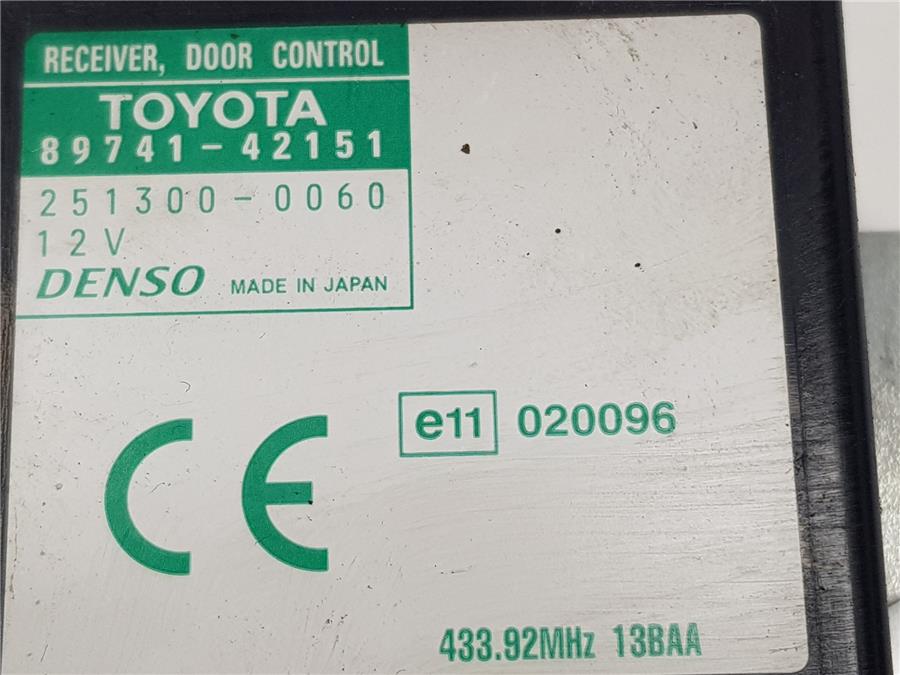 RECEIVER, DOOR CONTROL
TOYOTA
89741-42151
251300-0060
12V
DENSO MADE IN JAPAN
e11 020096
CE
433.92MHz 13BAA